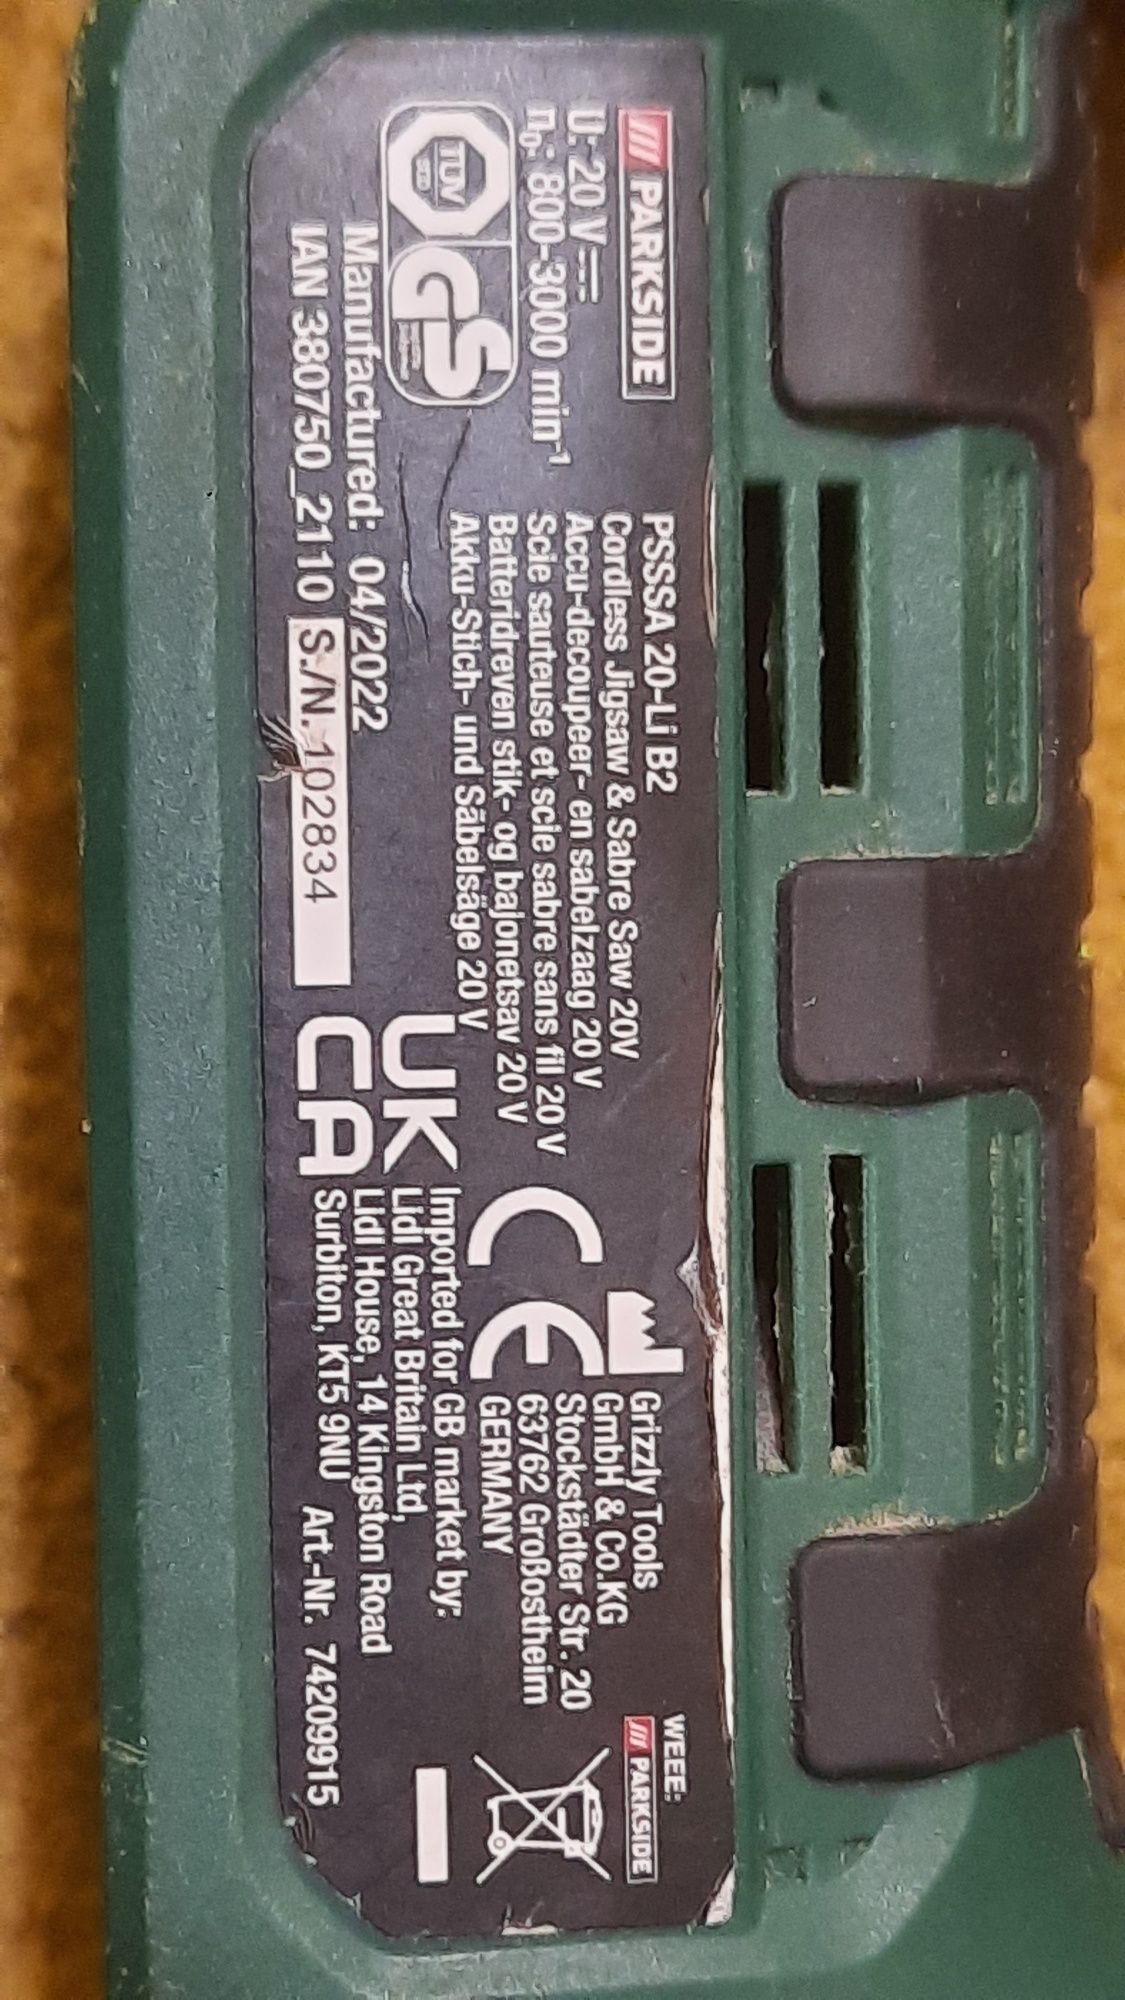 PARKSIDE
U: 20 V
n₀: 800-3000 min⁻¹
TÜV
SÜD
GS
Manufactured: 04/2022
IAN 380750_2110 S./N. 102834
PSSSA 20-Li B2
Cordless Jigsaw & Sabre Saw 20V
Accu-decoupeer- en sabelzaag 20 V
Scie sauteuse et scie sabre sans fil 20 V
Batteridreven stik- og bajonetsav 20 V
Akku-Stich- und Säbelsäge 20 V
UK
CA
CE
Grizzly Tools
GmbH & Co.KG
Stockstädter Str. 20
63762 Großostheim
GERMANY
Imported for GB market by:
Lidl Great Britain Ltd,
Lidl House, 14 Kingston Road
Surbiton, KT5 9NU Art.-Nr. 74209915
WEEE:
PARKSIDE